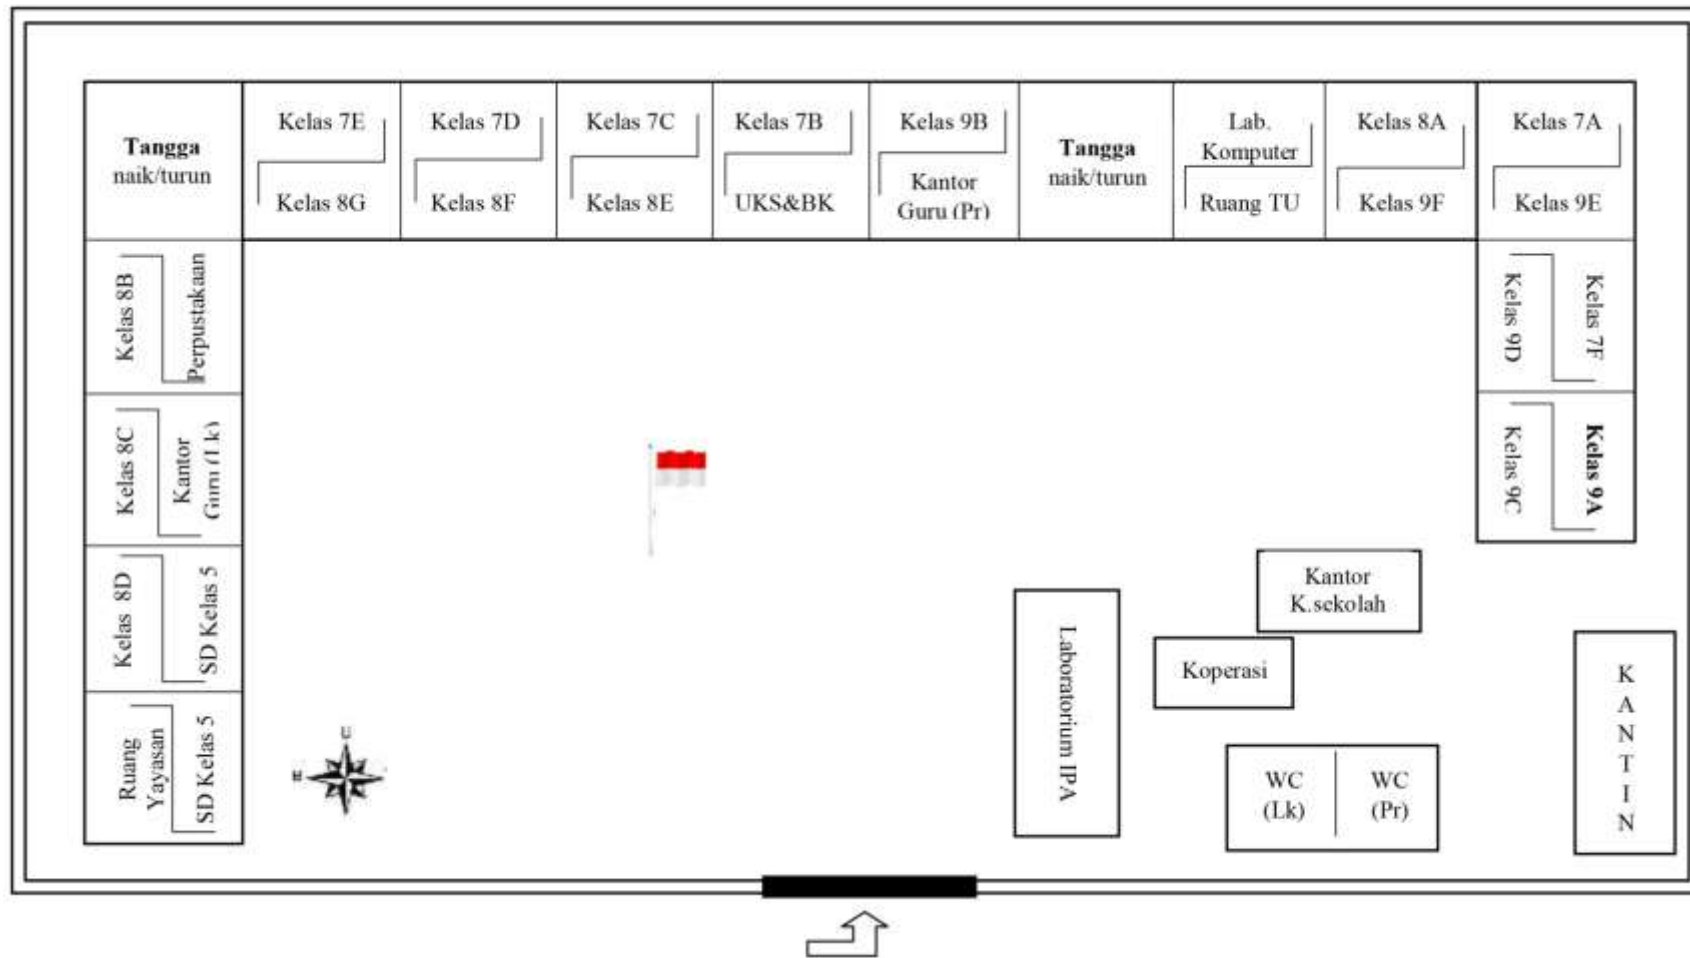 Tangga
naik/turun
Kelas 7E
Kelas 8G
Kelas 7D
Kelas 8F
Kelas 7C
Kelas 8E
Kelas 7B
UKS&BK
Kelas 9B
Kantor
Guru (Pr)
Tangga
naik/turun
Lab.
Komputer
Ruang TU
Kelas 8A
Kelas 9F
Kelas 7A
Kelas 9E
Kelas 8B
Perpustakaan
Kelas 9D
Kelas 7F
Kelas 8C
Kantor
Guru (Lk)
Kelas 9C
Kelas 9A
Kelas 8D
SD Kelas 5
Kantor
K.sekolah
Laboratorium IPA
Koperasi
KANTIN
Ruang
Yayasan
SD Kelas 5
U
WC
(Lk)
WC
(Pr)